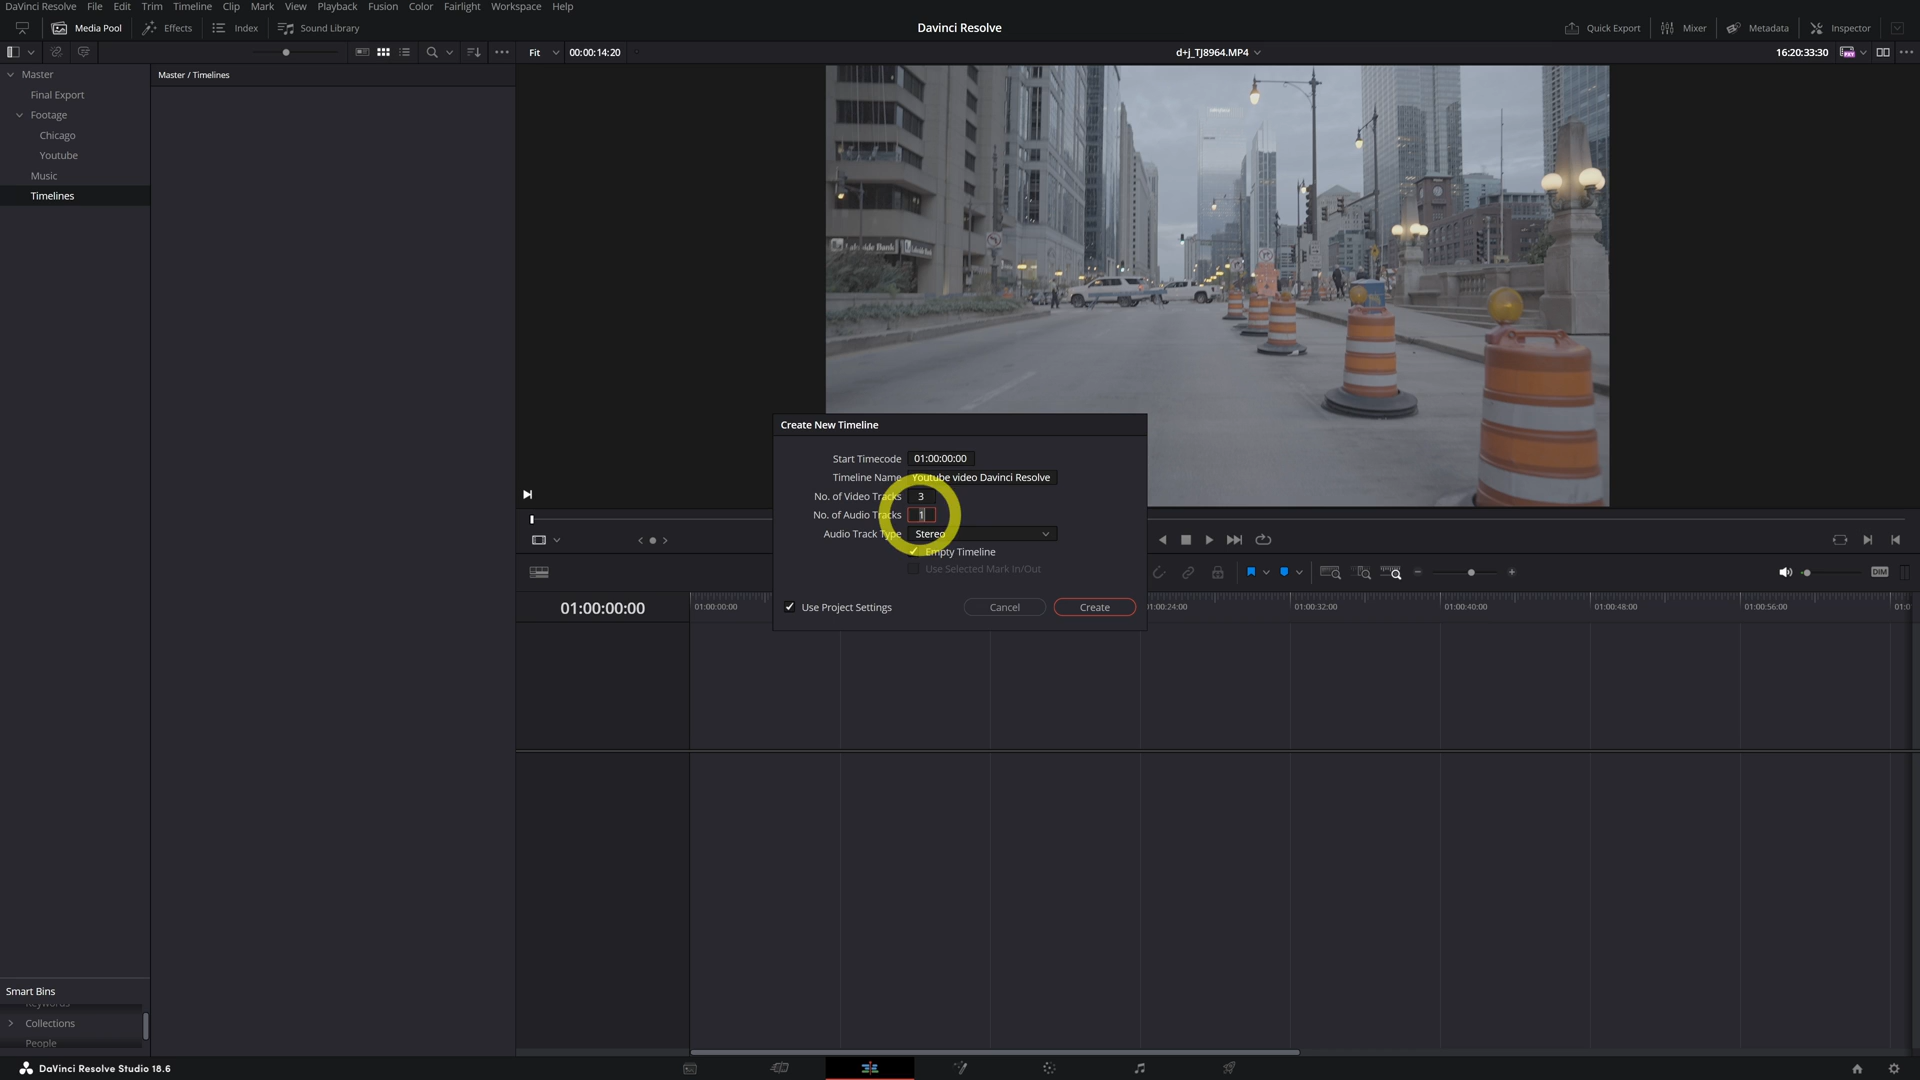 DaVinci Resolve File Edit Trim Timeline Clip Mark View Playback Fusion Color Fairlight Workspace Help
Media Pool Effects Index Sound Library Davinci Resolve Quick Export Mixer Metadata Inspector
Fit 00:00:14:20 d+j_TJ8964.MP4 16:20:33:30
Master
Master / Timelines
Final Export
Footage
Chicago
Youtube
Music
Timelines
Lakeside Bank
Create New Timeline
Start Timecode 01:00:00:00
Timeline Name Youtube video Davinci Resolve
No. of Video Tracks 3
No. of Audio Tracks 1
Audio Track Type Stereo
Empty Timeline
Use Selected Mark In/Out
Use Project Settings Cancel Create
DIM
01:00:00:00
01:00:00:00 01:00:24:00 01:00:32:00 01:00:40:00 01:00:48:00 01:00:56:00 01:0
Smart Bins
Keywords
Collections
People
DaVinci Resolve Studio 18.6